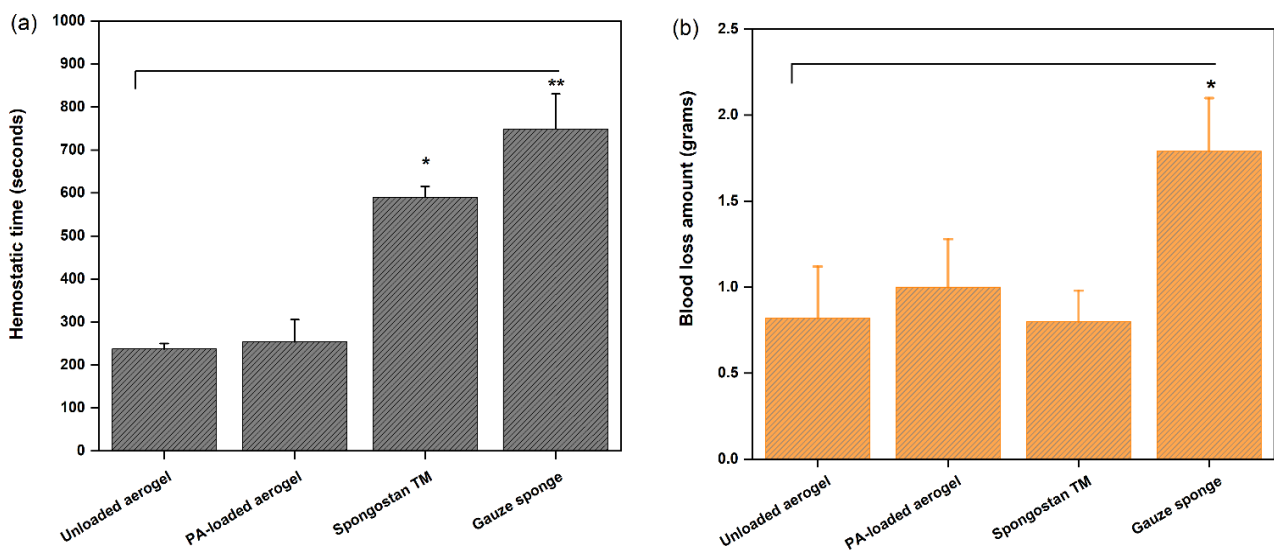 (a)
Hemostatic time (seconds)
1000
900
800
700
600
500
400
300
200
100
0
*
**
Unloaded aerogel
PA-loaded aerogel
Spongostan TM
Gauze sponge
(b)
Blood loss amount (grams)
2.5
2.0
1.5
1.0
0.5
0.0
*
Unloaded aerogel
PA-loaded aerogel
Spongostan TM
Gauze sponge